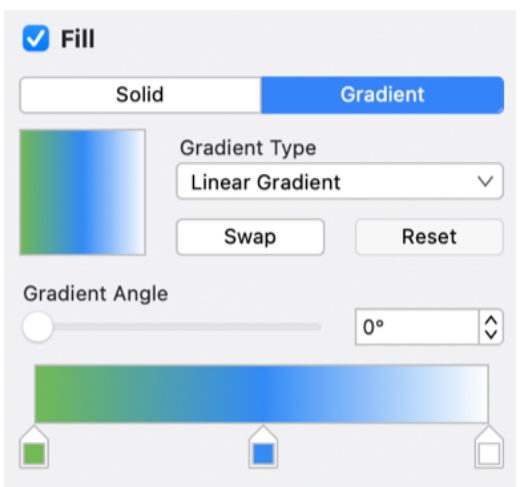 Fill
Solid Gradient
Gradient Type
Linear Gradient
Swap Reset
Gradient Angle
0°